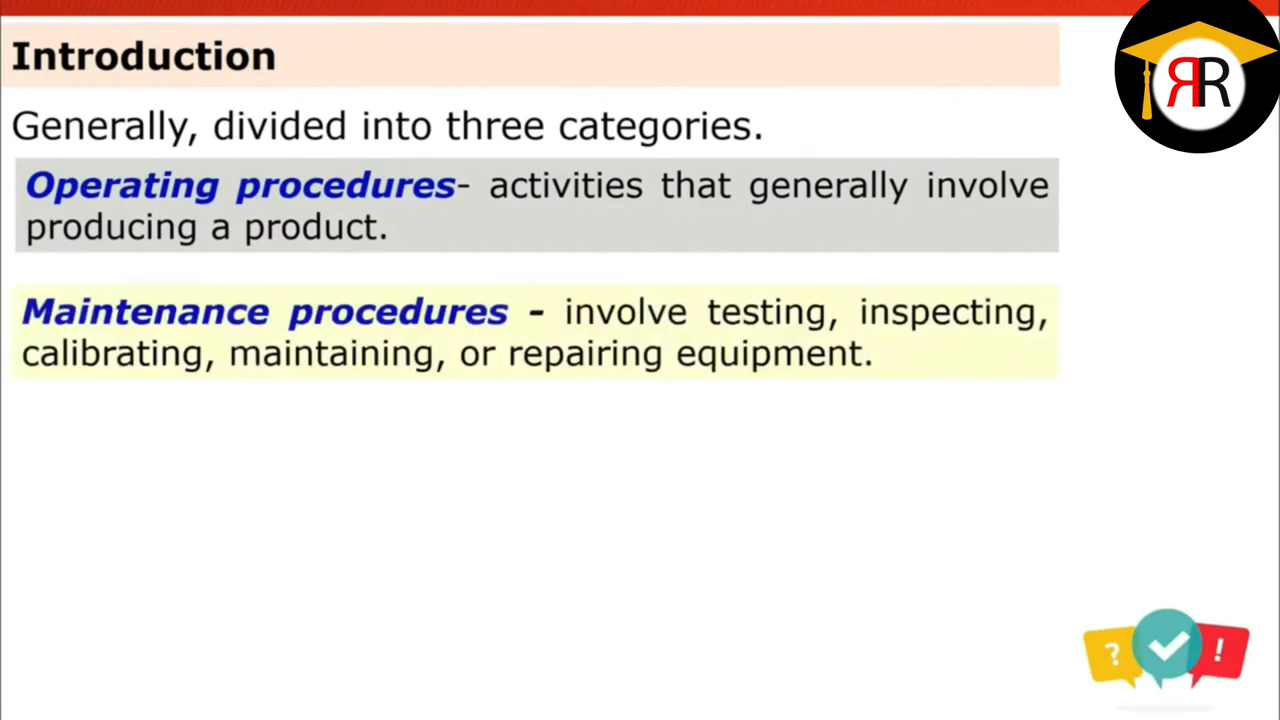 Introduction
RR
Generally, divided into three categories.
Operating procedures- activities that generally involve
producing a product.
Maintenance procedures - involve testing, inspecting,
calibrating, maintaining, or repairing equipment.
? !